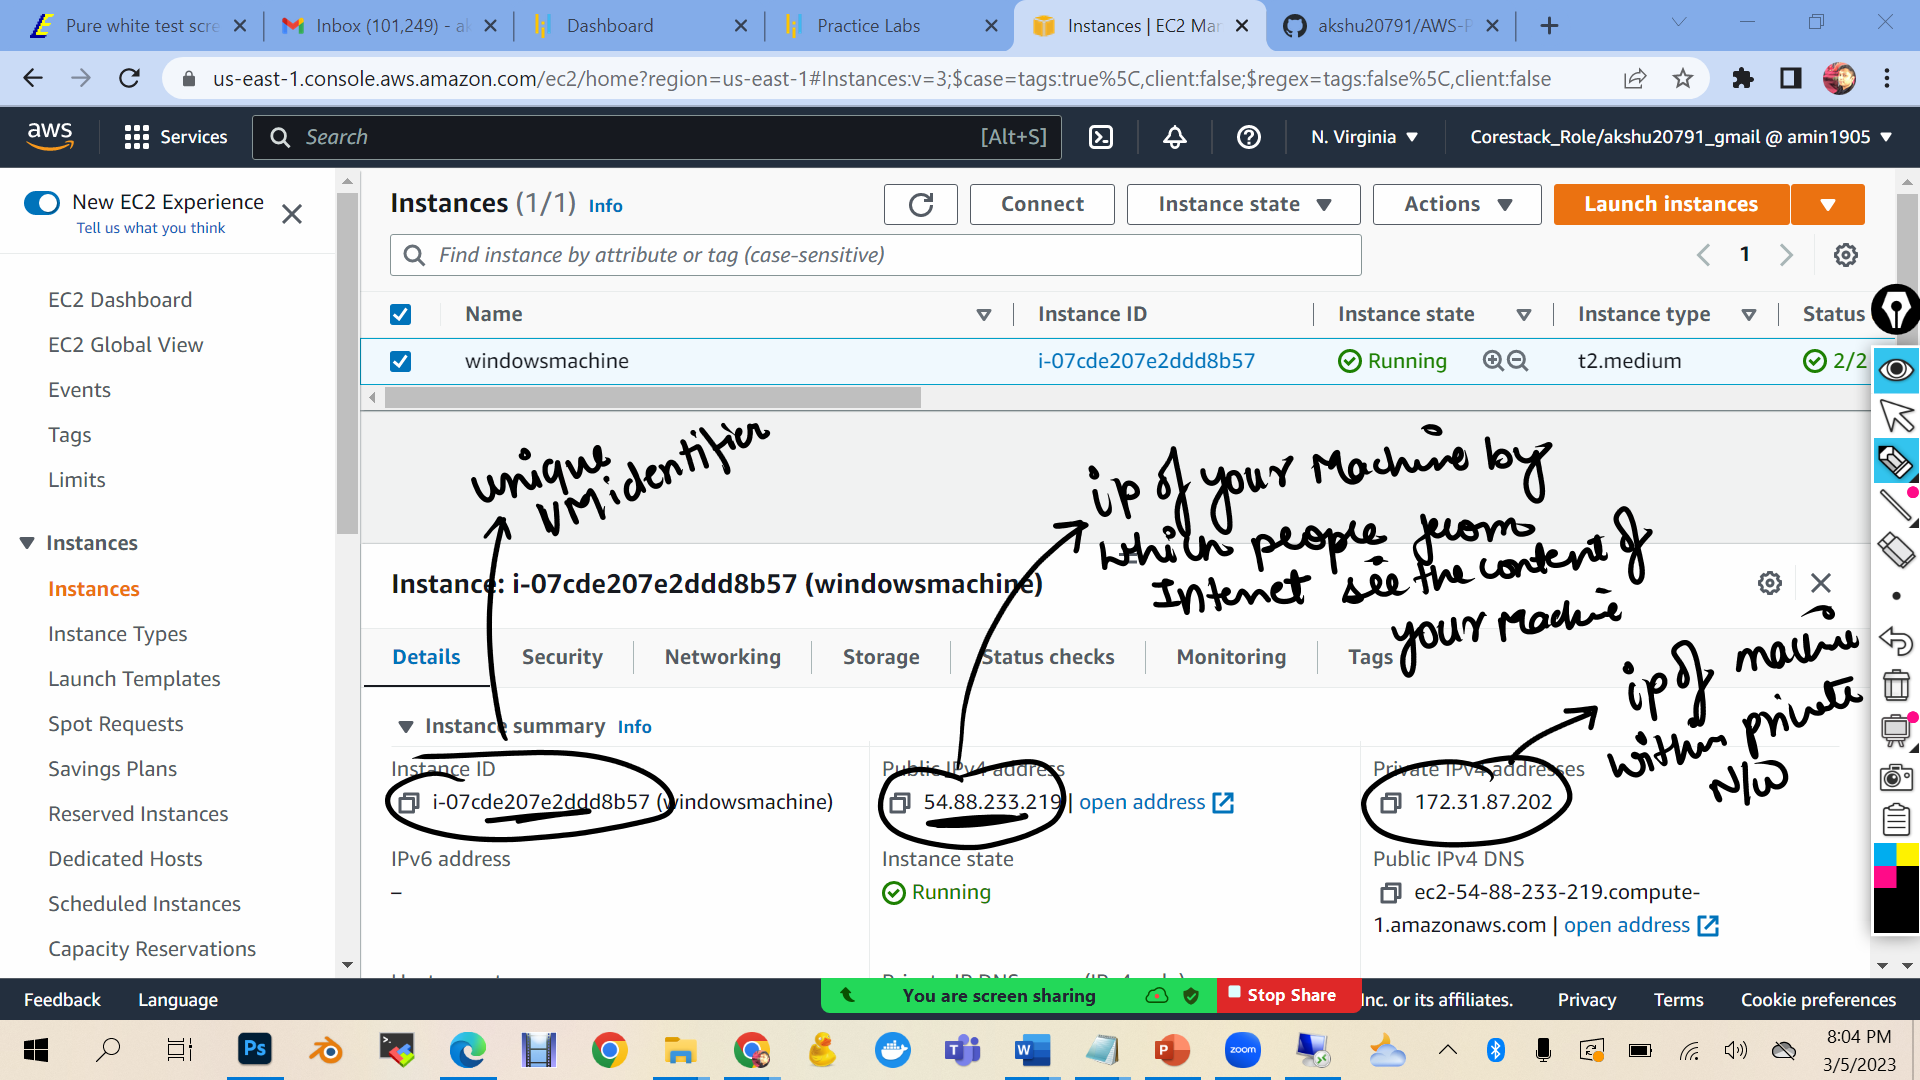 Pure white test scre
Inbox (101,249) - ak
Dashboard
Practice Labs
Instances | EC2 Mar
akshu20791/AWS-P
us-east-1.console.aws.amazon.com/ec2/home?region=us-east-1#Instances:v=3;$case=tags:true%5C,client:false;$regex=tags:false%5C,client:false
aws
Services
Search
[Alt+S]
N. Virginia
Corestack_Role/akshu20791_gmail @ amin1905
New EC2 Experience
Tell us what you think
EC2 Dashboard
EC2 Global View
Events
Tags
Limits
Instances
Instances
Instance Types
Launch Templates
Spot Requests
Savings Plans
Reserved Instances
Dedicated Hosts
Scheduled Instances
Capacity Reservations
Instances (1/1) Info
Connect
Instance state
Actions
Launch instances
Find instance by attribute or tag (case-sensitive)
1
Name
Instance ID
Instance state
Instance type
Status
windowsmachine
i-07cde207e2ddd8b57
Running
t2.medium
2/2
unique
VM identifier
ip of your Machine by
which people from
Internet see the content of
your machine
Instance: i-07cde207e2ddd8b57 (windowsmachine)
Details
Security
Networking
Storage
Status checks
Monitoring
Tags
ip of machine
within private
N/W
Instance summary Info
Instance ID
i-07cde207e2ddd8b57 (windowsmachine)
Public IPv4 address
54.88.233.219 | open address
Private IPv4 addresses
172.31.87.202
IPv6 address
–
Instance state
Running
Public IPv4 DNS
ec2-54-88-233-219.compute-
1.amazonaws.com | open address
Feedback
Language
You are screen sharing
Stop Share
Inc. or its affiliates.
Privacy
Terms
Cookie preferences
Ps
W
P
zoom
8:04 PM
3/5/2023